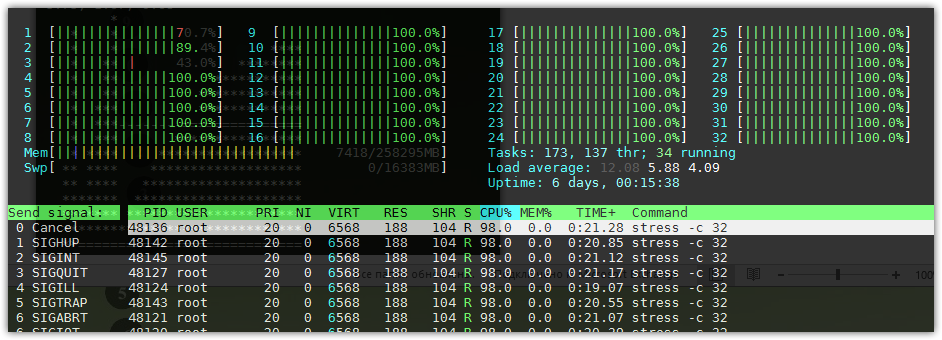 1 [||||||||||||||||70.7%] 9 [||||||||||||||100.0%] 17 [||||||||||||||100.0%] 25 [||||||||||||||100.0%]
2 [||||||||||||||||89.4%] 10 [||||||||||||||100.0%] 18 [||||||||||||||100.0%] 26 [||||||||||||||100.0%]
3 [|||||||||| 43.0%] 11 [||||||||||||||100.0%] 19 [||||||||||||||100.0%] 27 [||||||||||||||100.0%]
4 [||||||||||||||100.0%] 12 [||||||||||||||100.0%] 20 [||||||||||||||100.0%] 28 [||||||||||||||100.0%]
5 [||||||||||||||100.0%] 13 [||||||||||||||100.0%] 21 [||||||||||||||100.0%] 29 [||||||||||||||100.0%]
6 [||||||||||||||100.0%] 14 [||||||||||||||100.0%] 22 [||||||||||||||100.0%] 30 [||||||||||||||100.0%]
7 [||||||||||||||100.0%] 15 [||||||||||||||100.0%] 23 [||||||||||||||100.0%] 31 [||||||||||||||100.0%]
8 [||||||||||||||100.0%] 16 [||||||||||||||100.0%] 24 [||||||||||||||100.0%] 32 [||||||||||||||100.0%]
Mem[|||||||||||||||||||||||||||||| 7418/258295MB] Tasks: 173, 137 thr; 34 running
Swp[ 0/16383MB] Load average: 12.08 5.88 4.09
Uptime: 6 days, 00:15:38
Send signal: PID USER PRI NI VIRT RES SHR S CPU% MEM% TIME+ Command
0 Cancel 48136 root 20 0 6568 188 104 R 98.0 0.0 0:21.28 stress -c 32
1 SIGHUP 48142 root 20 0 6568 188 104 R 98.0 0.0 0:20.85 stress -c 32
2 SIGINT 48145 root 20 0 6568 188 104 R 98.0 0.0 0:21.12 stress -c 32
3 SIGQUIT 48127 root 20 0 6568 188 104 R 98.0 0.0 0:21.17 stress -c 32
4 SIGILL 48124 root 20 0 6568 188 104 R 98.0 0.0 0:19.07 stress -c 32
5 SIGTRAP 48143 root 20 0 6568 188 104 R 98.0 0.0 0:20.55 stress -c 32
6 SIGABRT 48121 root 20 0 6568 188 104 R 98.0 0.0 0:21.07 stress -c 32
6 SIGIOT 48120 root 20 0 6568 188 104 R 98.0 0.0 stress -c 32
100%